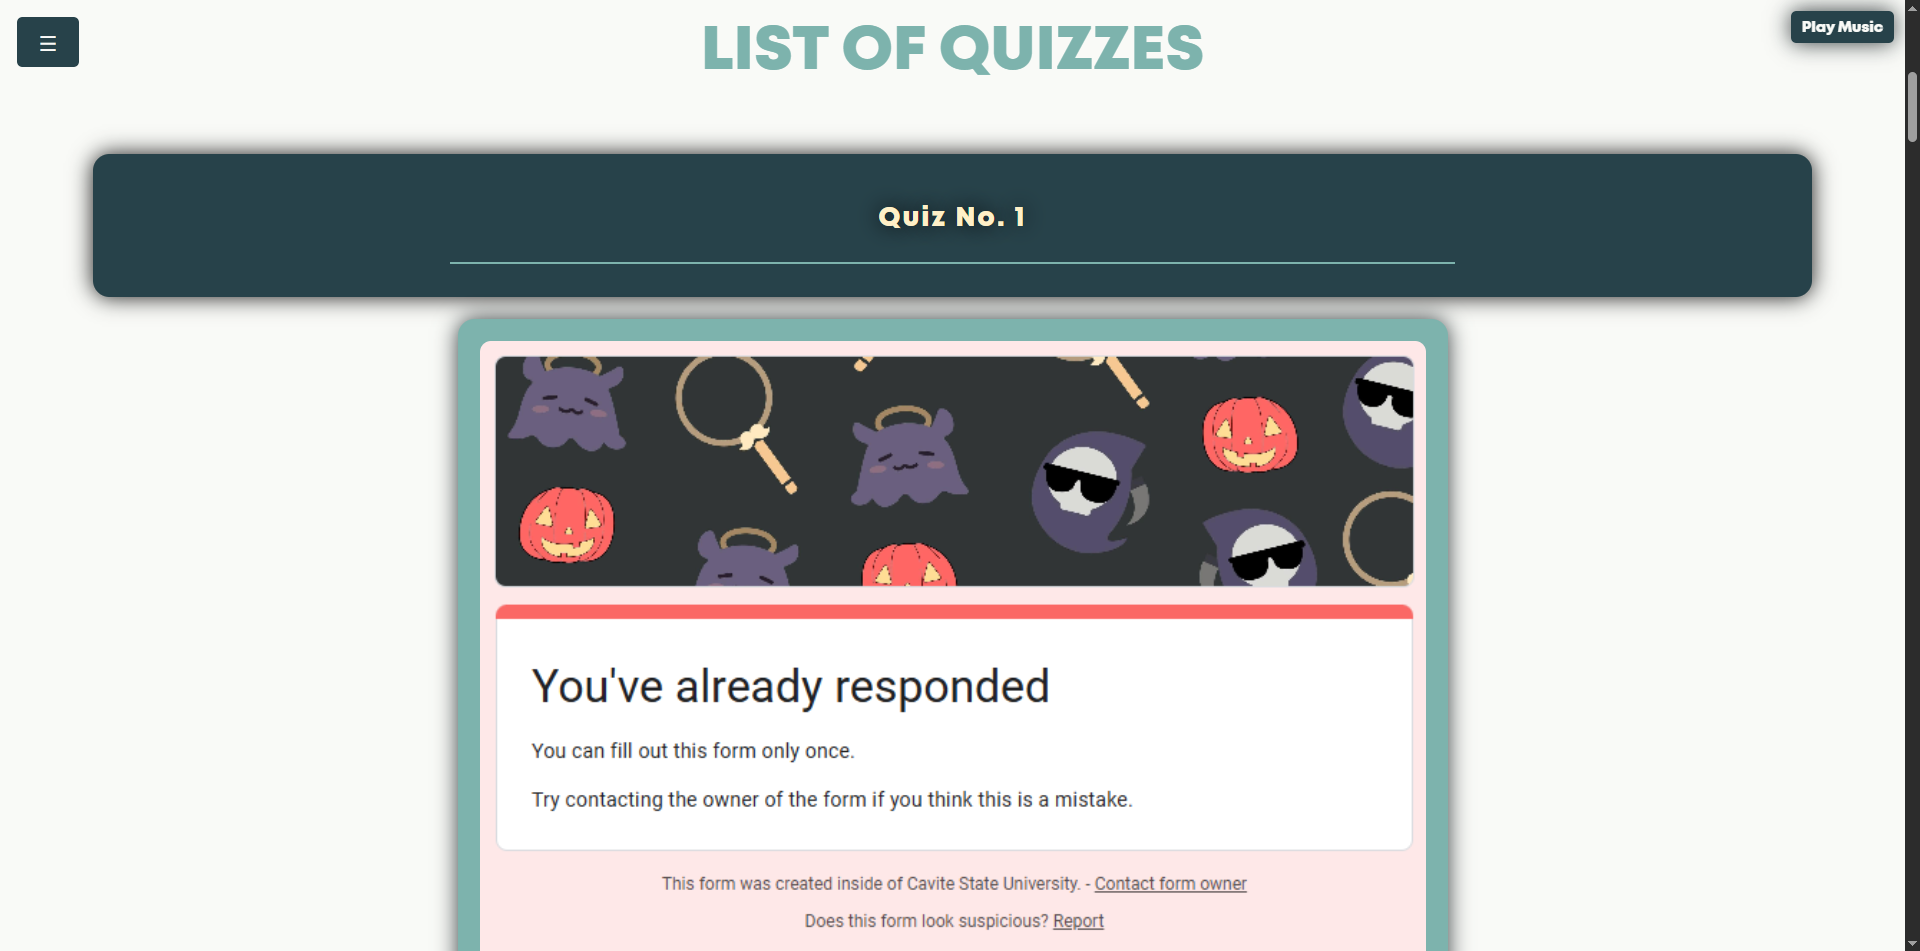 ☰
LIST OF QUIZZES
Play Music
Quiz No. 1
You've already responded
You can fill out this form only once.
Try contacting the owner of the form if you think this is a mistake.
This form was created inside of Cavite State University. - Contact form owner
Does this form look suspicious? Report